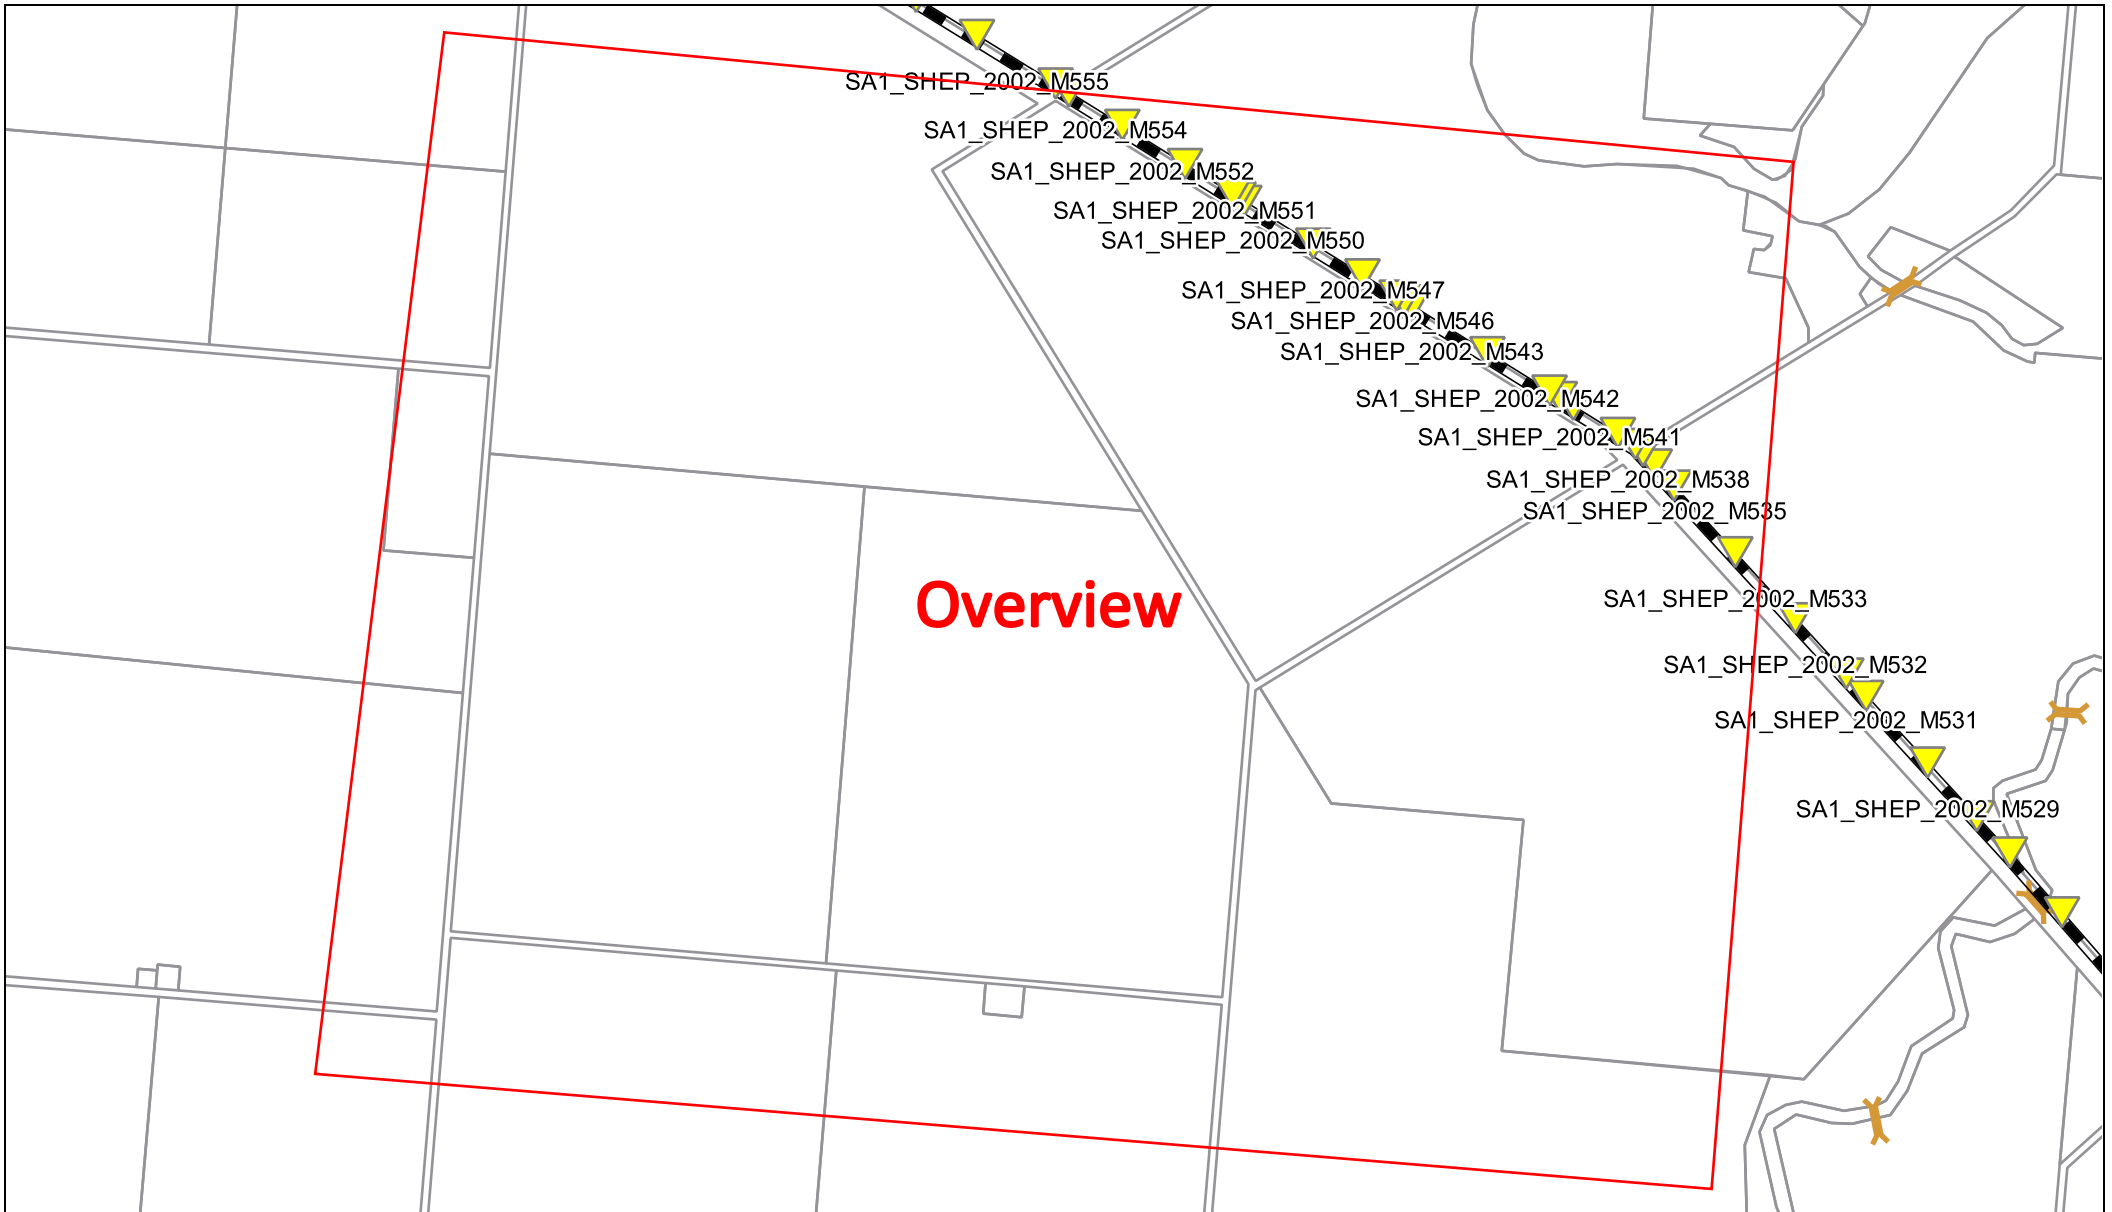 SA1_SHEP_2002_M555
SA1_SHEP_2002_M554
SA1_SHEP_2002_M552
SA1_SHEP_2002_M551
SA1_SHEP_2002_M550
SA1_SHEP_2002_M547
SA1_SHEP_2002_M546
SA1_SHEP_2002_M543
SA1_SHEP_2002_M542
SA1_SHEP_2002_M541
SA1_SHEP_2002_M538
SA1_SHEP_2002_M535
Overview
SA1_SHEP_2002_M533
SA1_SHEP_2002_M532
SA1_SHEP_2002_M531
SA1_SHEP_2002_M529